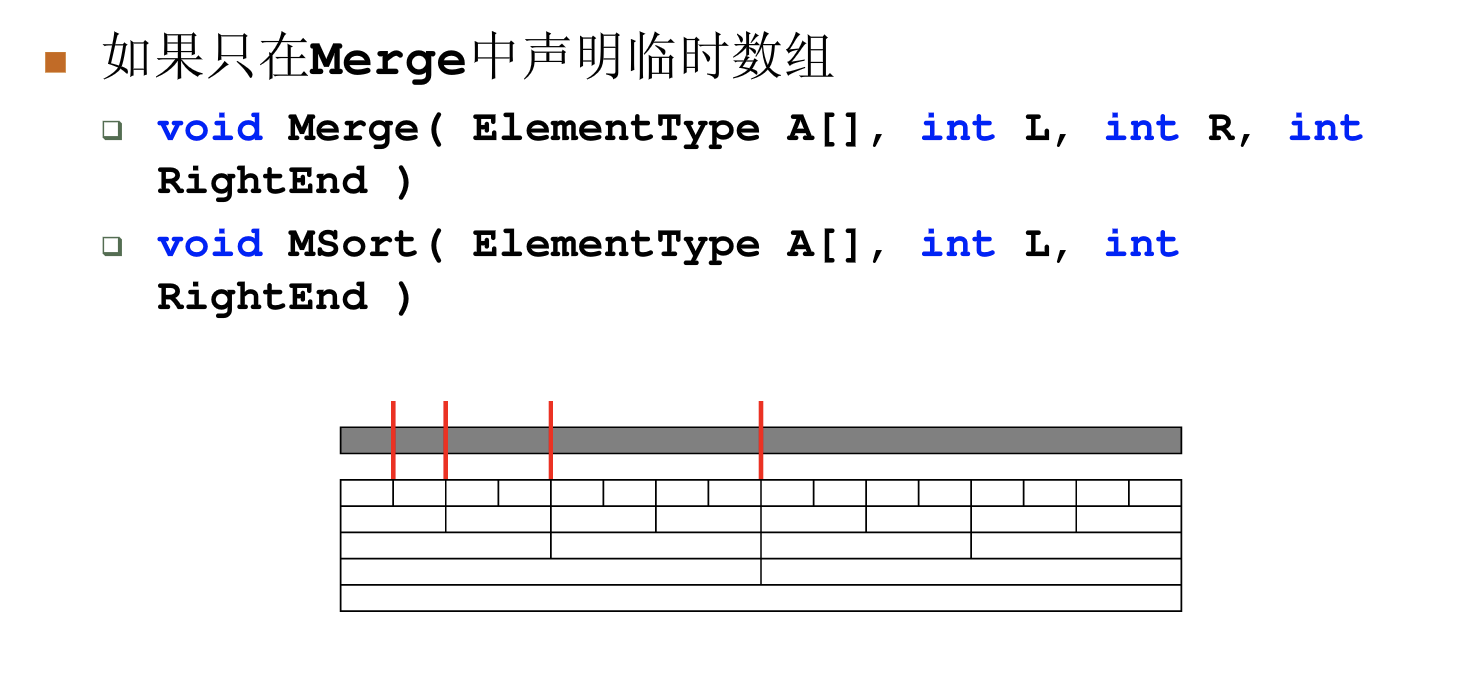 如果只在Merge中声明临时数组
void Merge( ElementType A[], int L, int R, int
RightEnd )
void MSort( ElementType A[], int L, int
RightEnd )